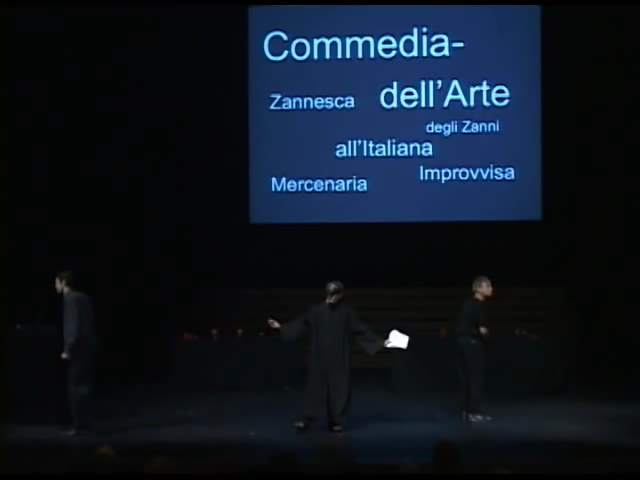 Commedia-
Zannesca dell'Arte
degli Zanni
all'Italiana
Mercenaria Improvvisa